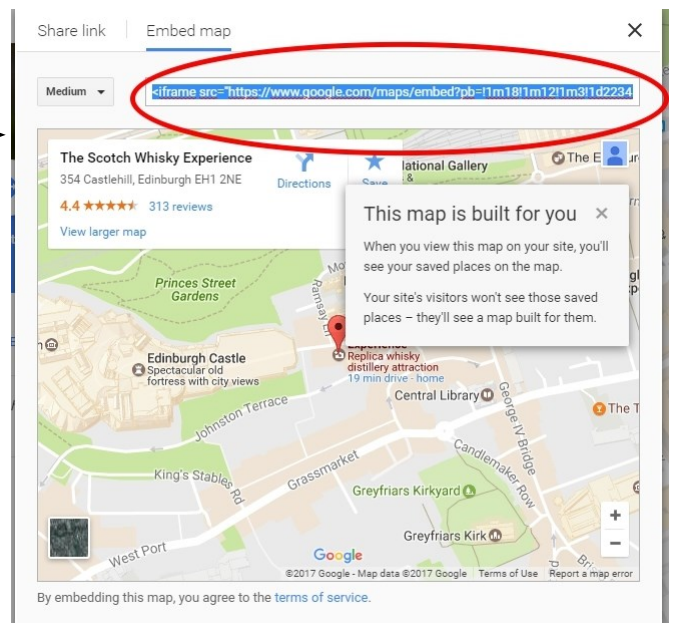 Share link
Embed map
Medium
<iframe src="https://www.google.com/maps/embed?pb=!1m18!1m12!1m3!1d2234
The Scotch Whisky Experience
354 Castlehill, Edinburgh EH1 2NE
4.4
313 reviews
View larger map
Directions
Save
ational Gallery
&
The E
This map is built for you
When you view this map on your site, you'll
see your saved places on the map.
Your site's visitors won't see those saved
places – they'll see a map built for them.
Princes Street
Gardens
Ramsay Ln
Experience
Replica whisky
distillery attraction
19 min drive - home
Edinburgh Castle
Spectacular old
fortress with city views
Central Library
George IV Bridge
The T
Johnston Terrace
Candlemaker Row
King's Stables Rd
Grassmarket
Greyfriars Kirkyard
Greyfriars Kirk
West Port
Google
Bri
©2017 Google - Map data ©2017 Google
Terms of Use
Report a map error
By embedding this map, you agree to the terms of service.